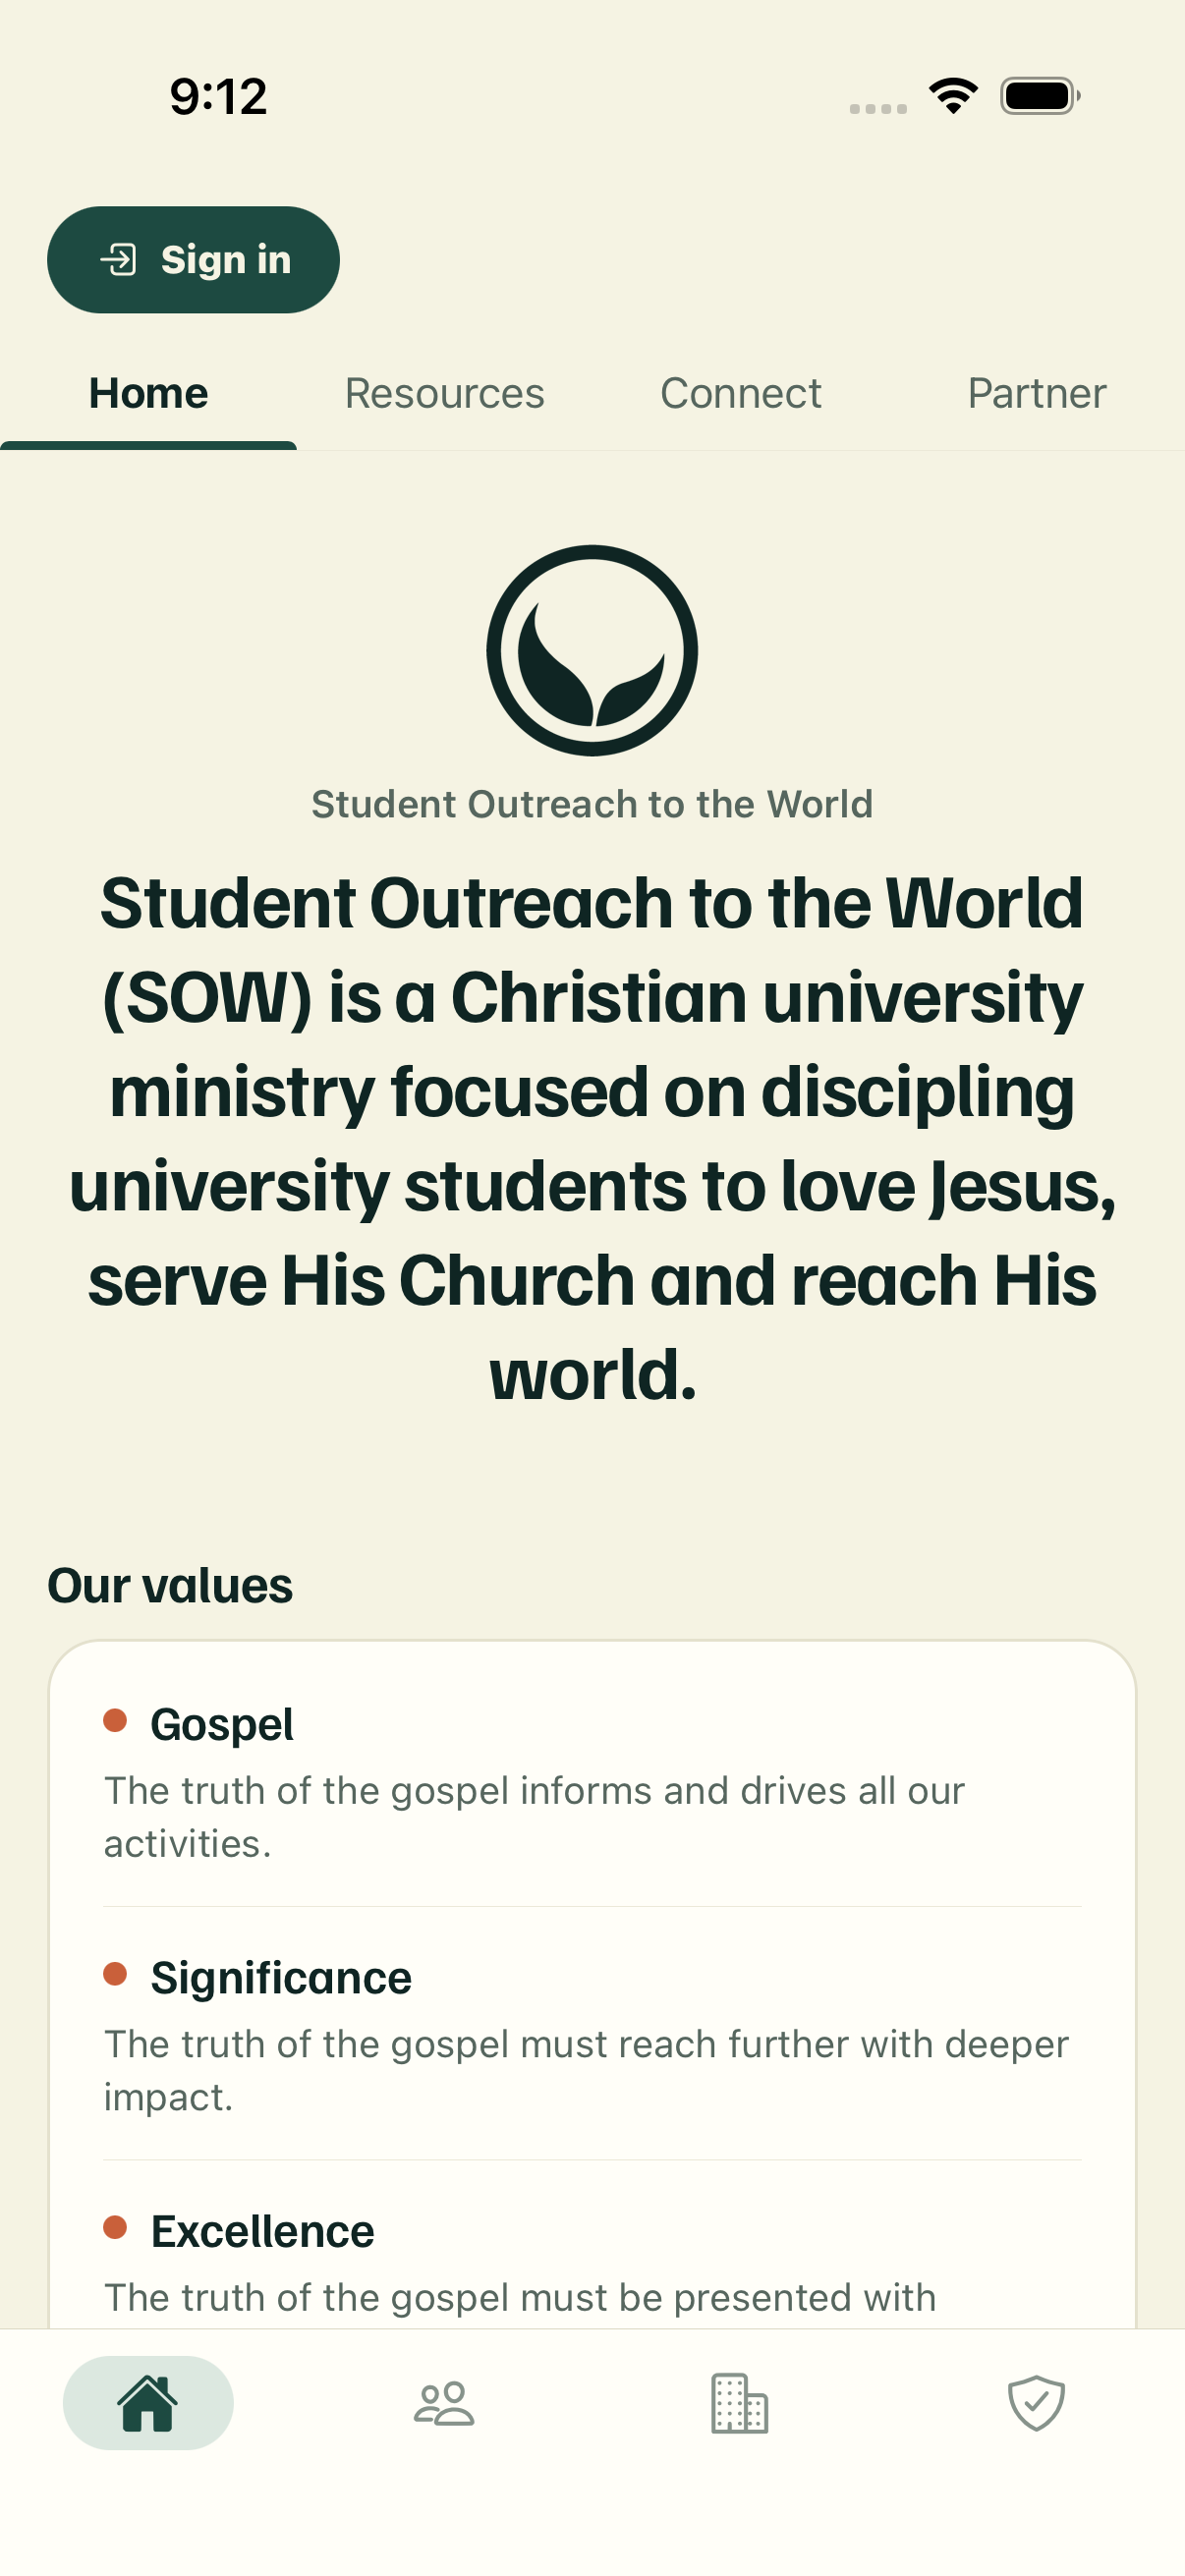 9:12
Sign in
Home
Resources
Connect
Partner
Student Outreach to the World
Student Outreach to the World
(SOW) is a Christian university
ministry focused on discipling
university students to love Jesus,
serve His Church and reach His
world.
Our values
Gospel
The truth of the gospel informs and drives all our
activities.
Significance
The truth of the gospel must reach further with deeper
impact.
Excellence
The truth of the gospel must be presented with